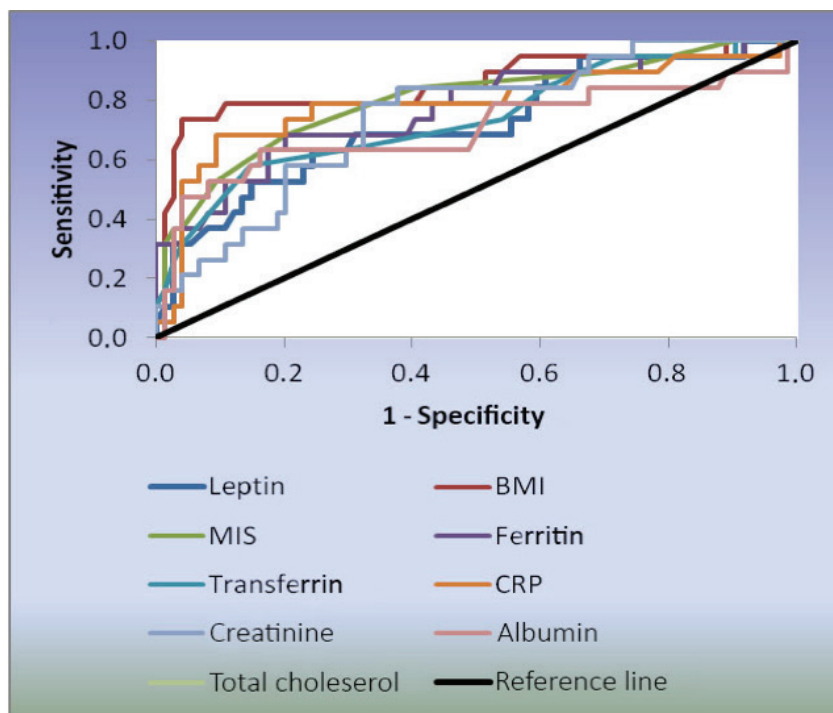 1.0
0.8
0.6
0.4
0.2
0.0
Sensitivity
0.0 0.2 0.4 0.6 0.8 1.0
1 - Specificity
Leptin BMI
MIS Ferritin
Transferrin CRP
Creatinine Albumin
Total choleserol Reference line